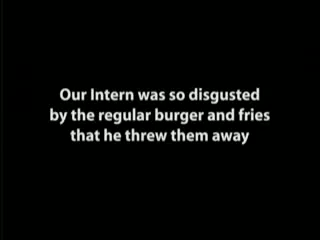 Our Intern was so disgusted
by the regular burger and fries
that he threw them away